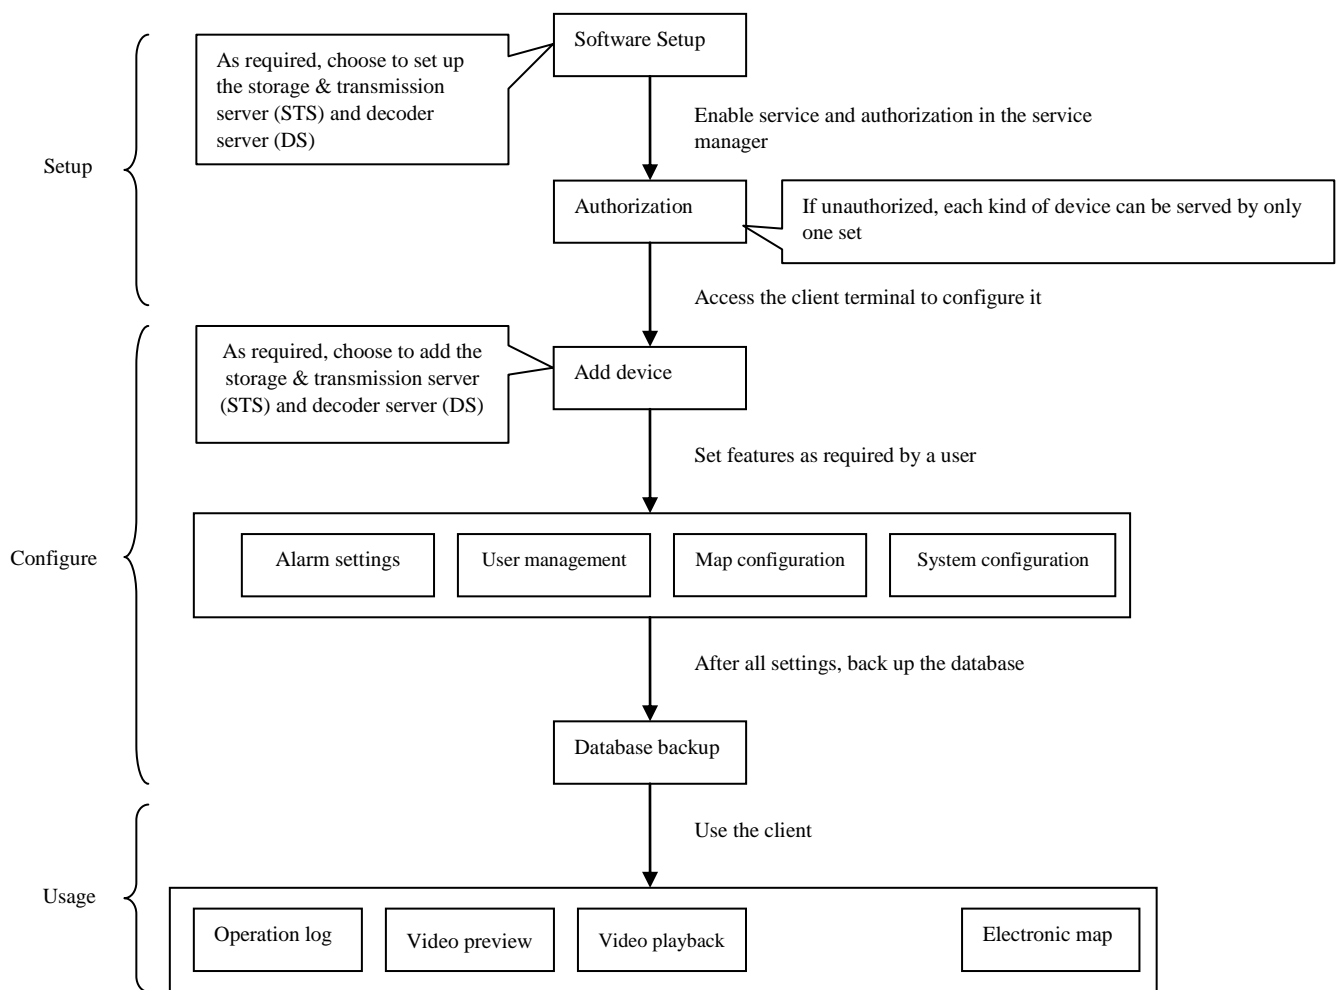 Software Setup
As required, choose to set up
the storage & transmission
server (STS) and decoder
server (DS)
Enable service and authorization in the service
manager
Setup
Authorization
If unauthorized, each kind of device can be served by only
one set
Access the client terminal to configure it
As required, choose to add the
storage & transmission server
(STS) and decoder server (DS)
Add device
Set features as required by a user
Configure
Alarm settings
User management
Map configuration
System configuration
After all settings, back up the database
Database backup
Use the client
Usage
Operation log
Video preview
Video playback
Electronic map